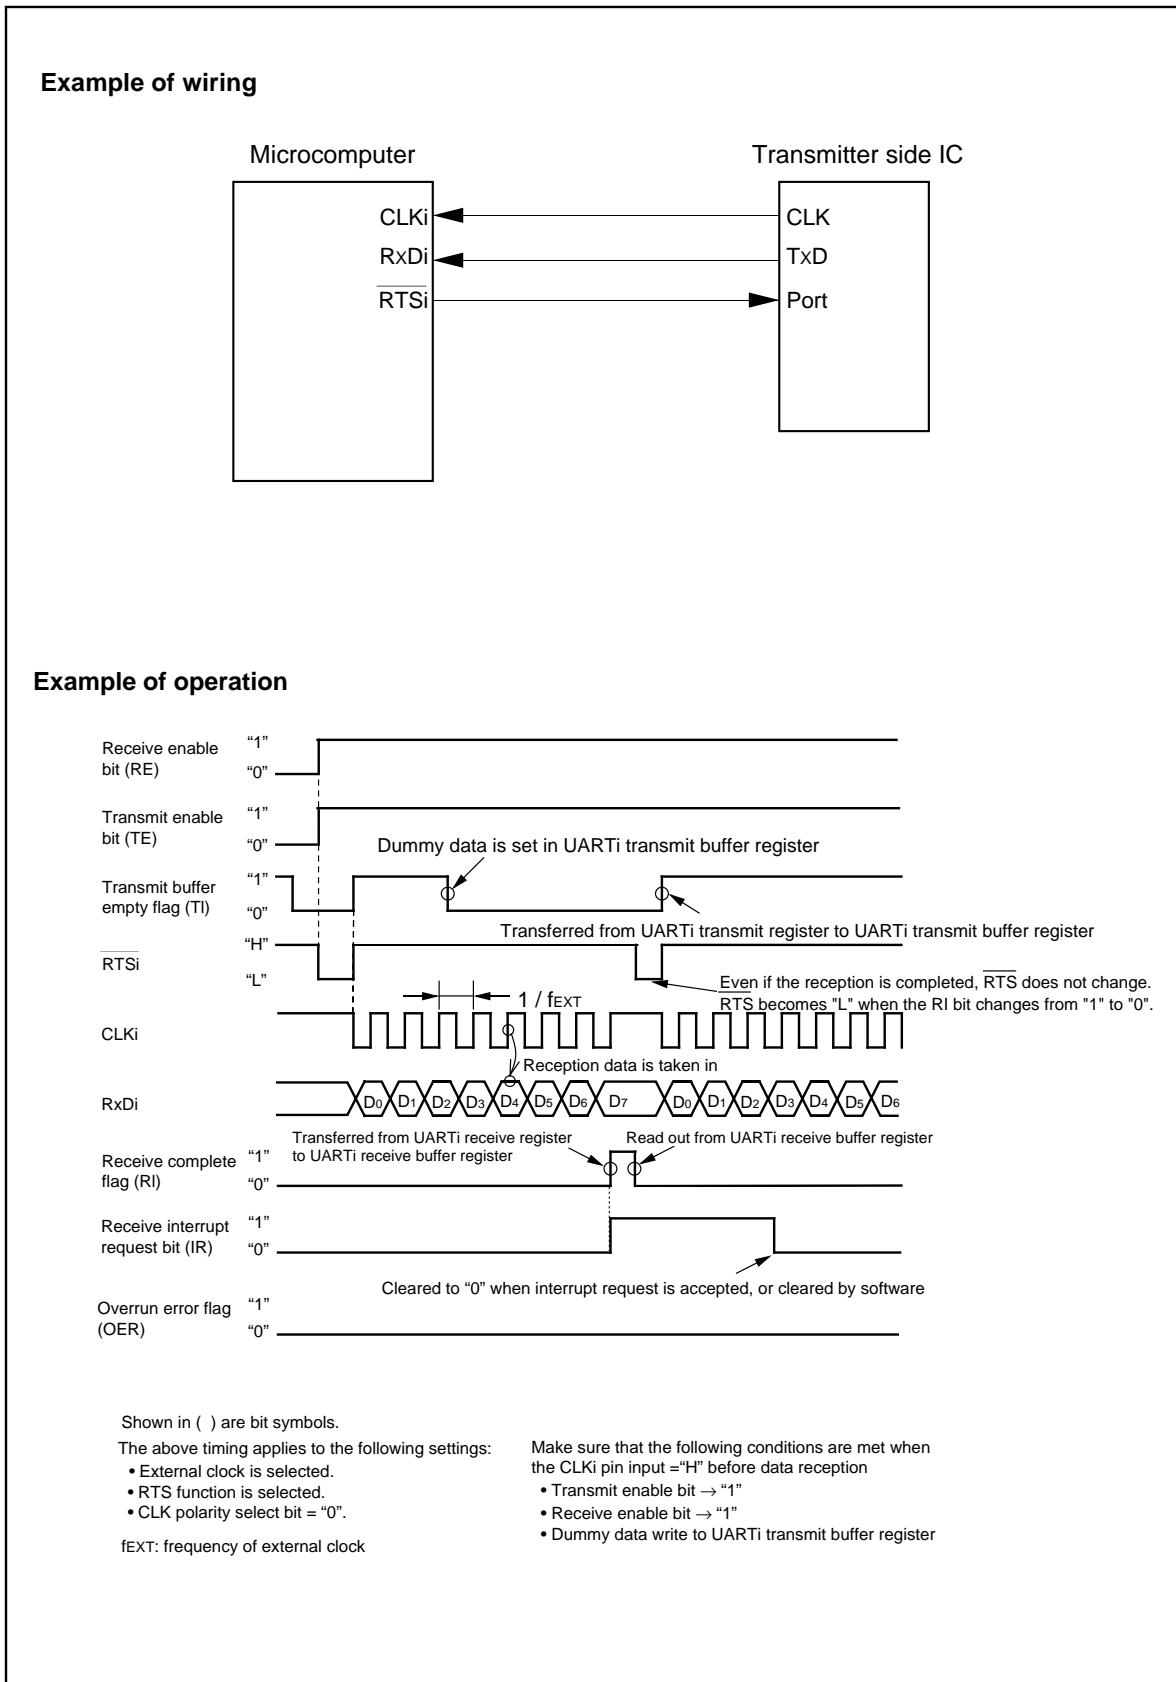 Example of wiring
Microcomputer
Transmitter side IC
CLKi
CLK
RxDi
TxD
RTSi
Port
Example of operation
Receive enable
bit (RE)
“1”
“0”
Transmit enable
bit (TE)
“1”
“0”
Dummy data is set in UARTi transmit buffer register
Transmit buffer
empty flag (TI)
“1”
“0”
Transferred from UARTi transmit register to UARTi transmit buffer register
RTSi
“H”
“L”
Even if the reception is completed, RTS does not change.
RTS becomes "L" when the RI bit changes from "1" to "0".
1 / fEXT
CLKi
Reception data is taken in
RxDi
D0 D1 D2 D3 D4 D5 D6 D7 D0 D1 D2 D3 D4 D5 D6
Transferred from UARTi receive register
to UARTi receive buffer register
Read out from UARTi receive buffer register
Receive complete
flag (RI)
“1”
“0”
Receive interrupt
request bit (IR)
“1”
“0”
Cleared to “0” when interrupt request is accepted, or cleared by software
Overrun error flag
(OER)
“1”
“0”
Shown in ( ) are bit symbols.
The above timing applies to the following settings:
• External clock is selected.
• RTS function is selected.
• CLK polarity select bit = “0”.
fEXT: frequency of external clock
Make sure that the following conditions are met when
the CLKi pin input =“H” before data reception
• Transmit enable bit → “1”
• Receive enable bit → “1”
• Dummy data write to UARTi transmit buffer register